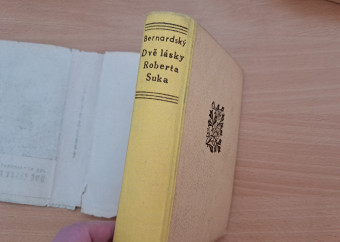 Bernardský
Dvě lásky
Roberta
Suka